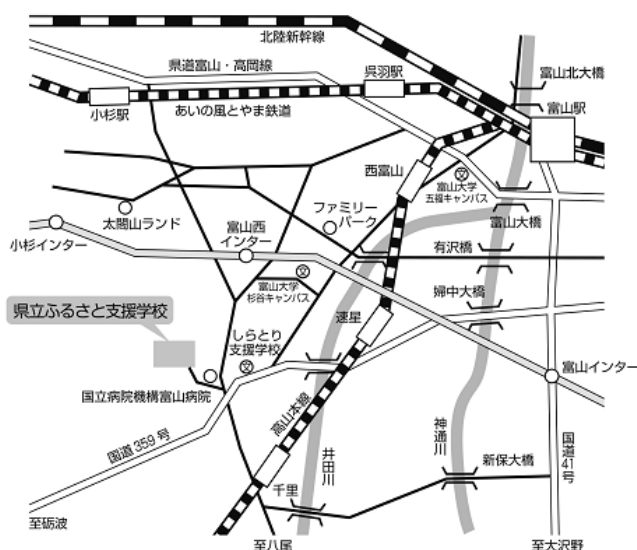 北陸新幹線
県道富山・高岡線
呉羽駅
富山北大橋
富山駅
小杉駅
あいの風とやま鉄道
西富山
富山大学
五福キャンパス
太閤山ランド
ファミリー
パーク
富山大橋
小杉インター
富山西
インター
有沢橋
富山大学
杉谷キャンパス
婦中大橋
県立ふるさと支援学校
速星
しらとり
支援学校
富山インター
国立病院機構富山病院
高山本線
国道359号
井田川
神通川
新保大橋
国道41号
千里
至砺波
至八尾
至大沢野